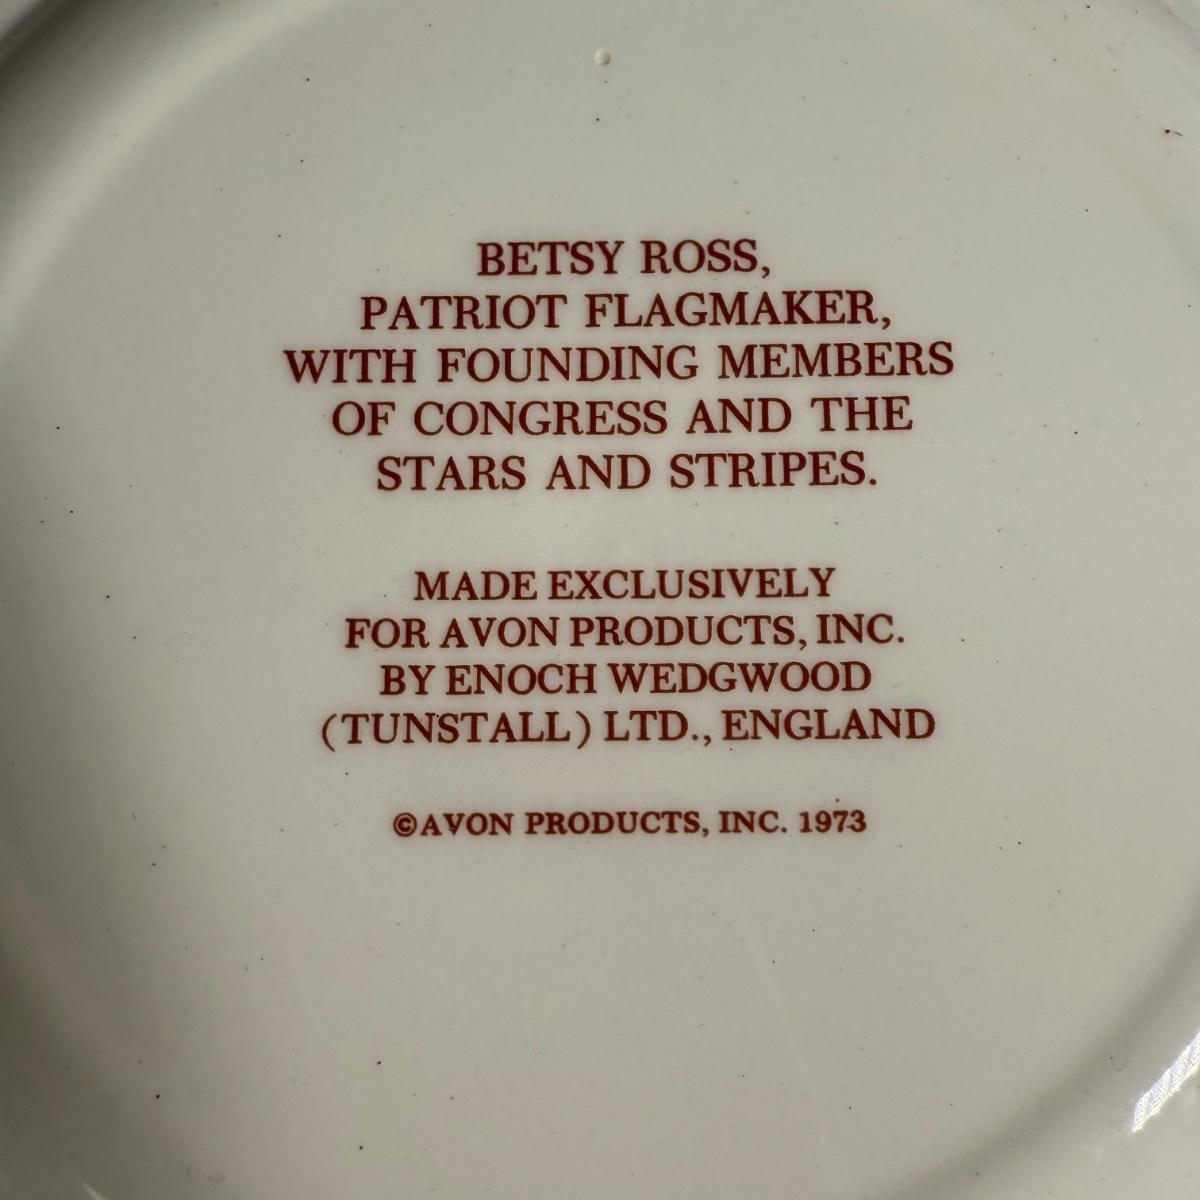 BETSY ROSS,
PATRIOT FLAGMAKER,
WITH FOUNDING MEMBERS
OF CONGRESS AND THE
STARS AND STRIPES.
MADE EXCLUSIVELY
FOR AVON PRODUCTS, INC.
BY ENOCH WEDGWOOD
(TUNSTALL) LTD., ENGLAND
©AVON PRODUCTS, INC. 1973